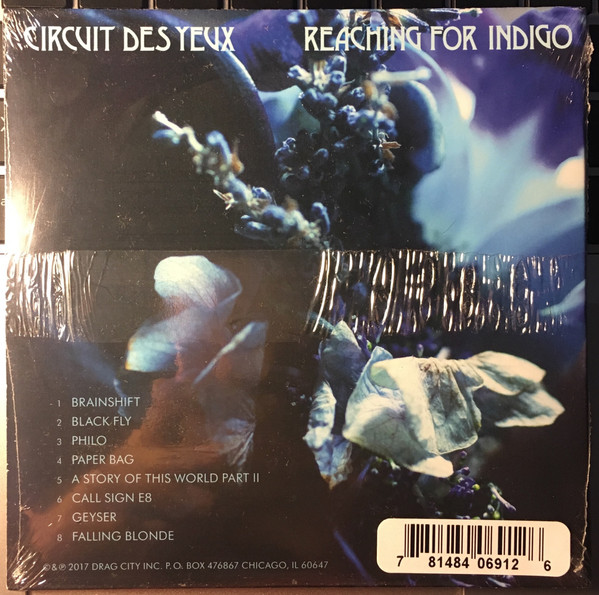 CIRCUIT DES YEUX REACHING FOR INDIGO
1 BRAINSHIFT
2 BLACK FLY
3 PHILO
4 PAPER BAG
5 A STORY OF THIS WORLD PART II
6 CALL SIGN E8
7 GEYSER
8 FALLING BLONDE
©&℗ 2017 DRAG CITY INC. P.O. BOX 476867 CHICAGO, IL 60647
7 81484 06912 6